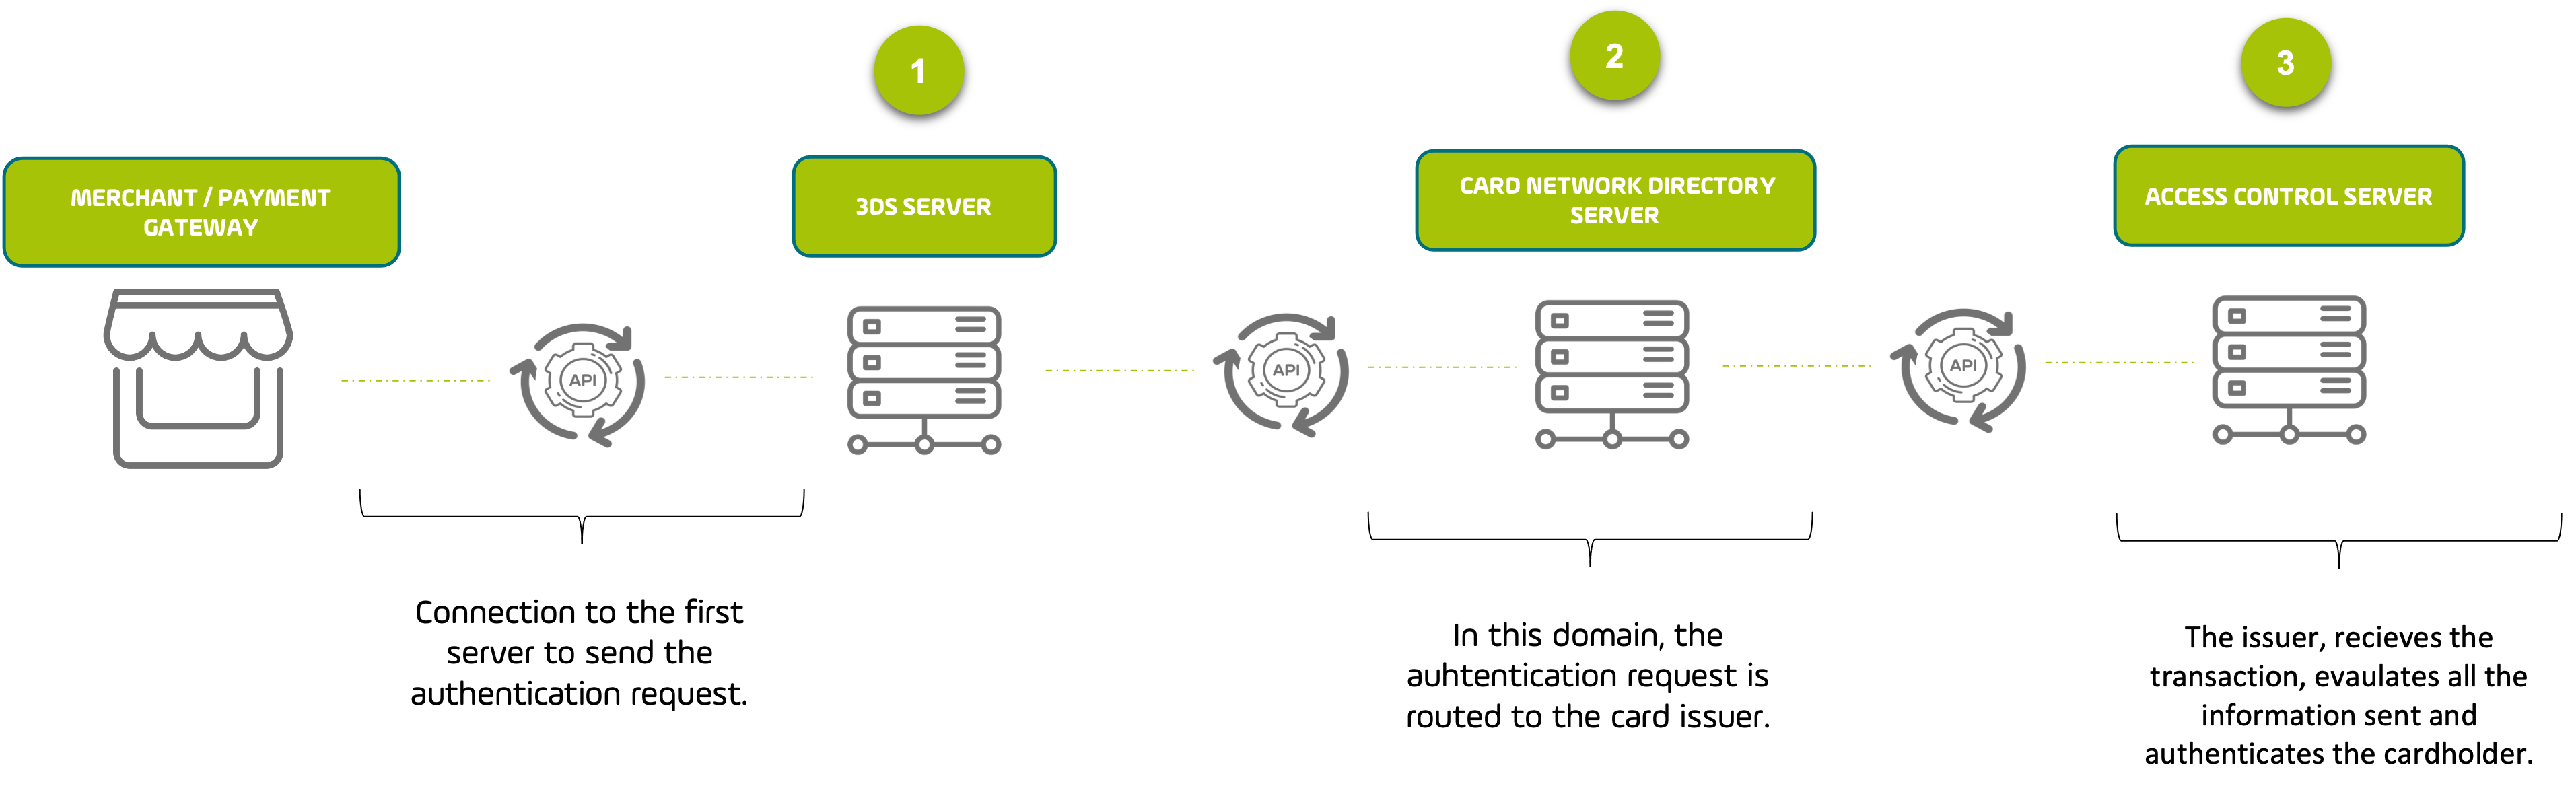 1
2
3
MERCHANT / PAYMENT
GATEWAY
3DS SERVER
CARD NETWORK DIRECTORY
SERVER
ACCESS CONTROL SERVER
API
API
API
Connection to the first
server to send the
authentication request.
In this domain, the
auhtentication request is
routed to the card issuer.
The issuer, recieves the
transaction, evaulates all the
information sent and
authenticates the cardholder.